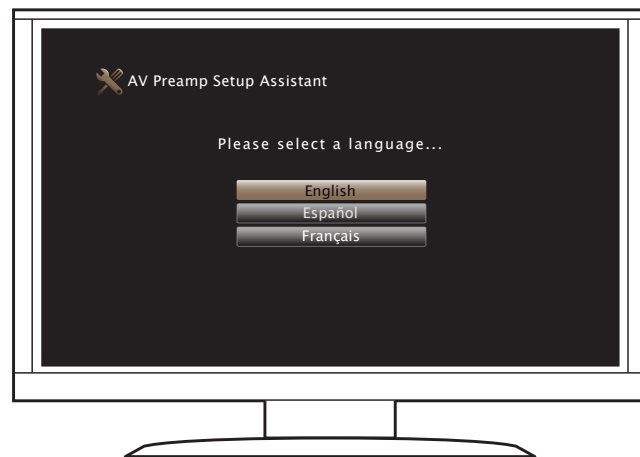 AV Preamp Setup Assistant
Please select a language...
English
Español
Français